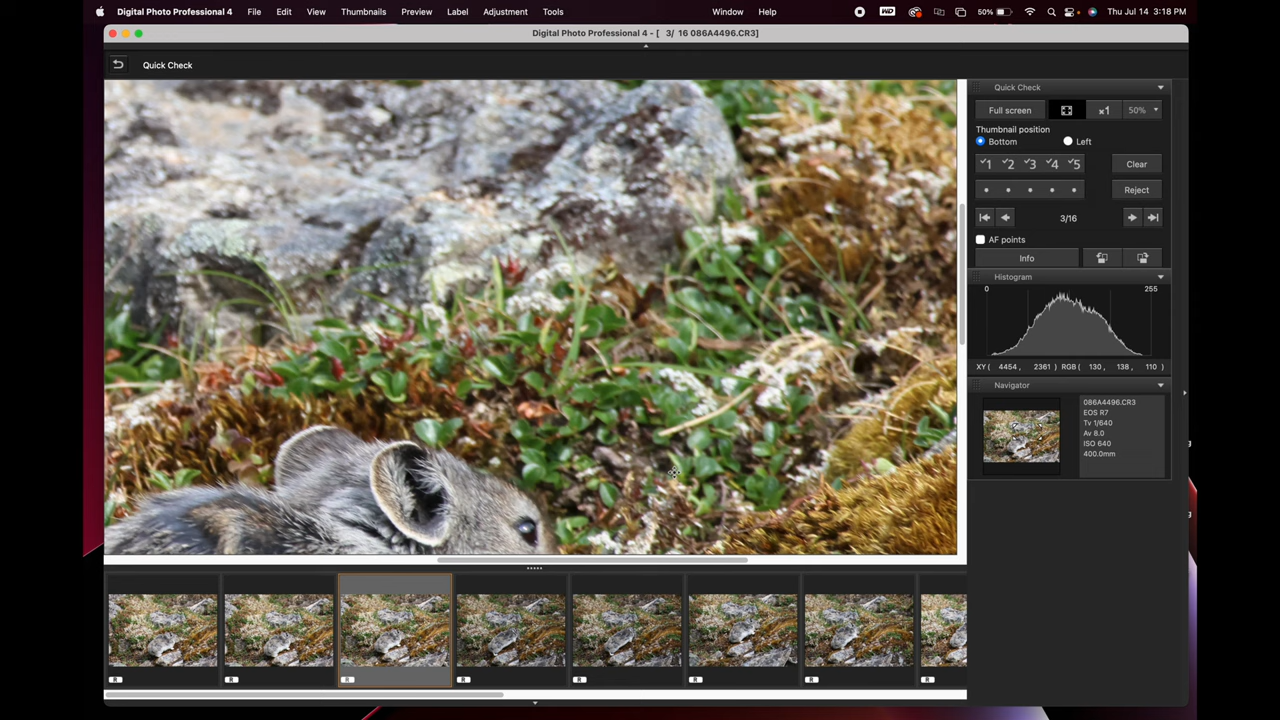 Digital Photo Professional 4 File Edit View Thumbnails Preview Label Adjustment Tools Window Help WD 50% Thu Jul 14 3:18 PM
Digital Photo Professional 4 - [ 3/ 16 086A4496.CR3]
Quick Check
Quick Check
Full screen x1 50%
Thumbnail position
Bottom Left
1 2 3 4 5 Clear
Reject
3/16
AF points
Info
Histogram
0 255
XY( 4454, 2361 ) RGB( 130, 138, 110 )
Navigator
086A4496.CR3
EOS R7
Tv 1/640
Av 8.0
ISO 640
400.0mm
R R R R R R R R